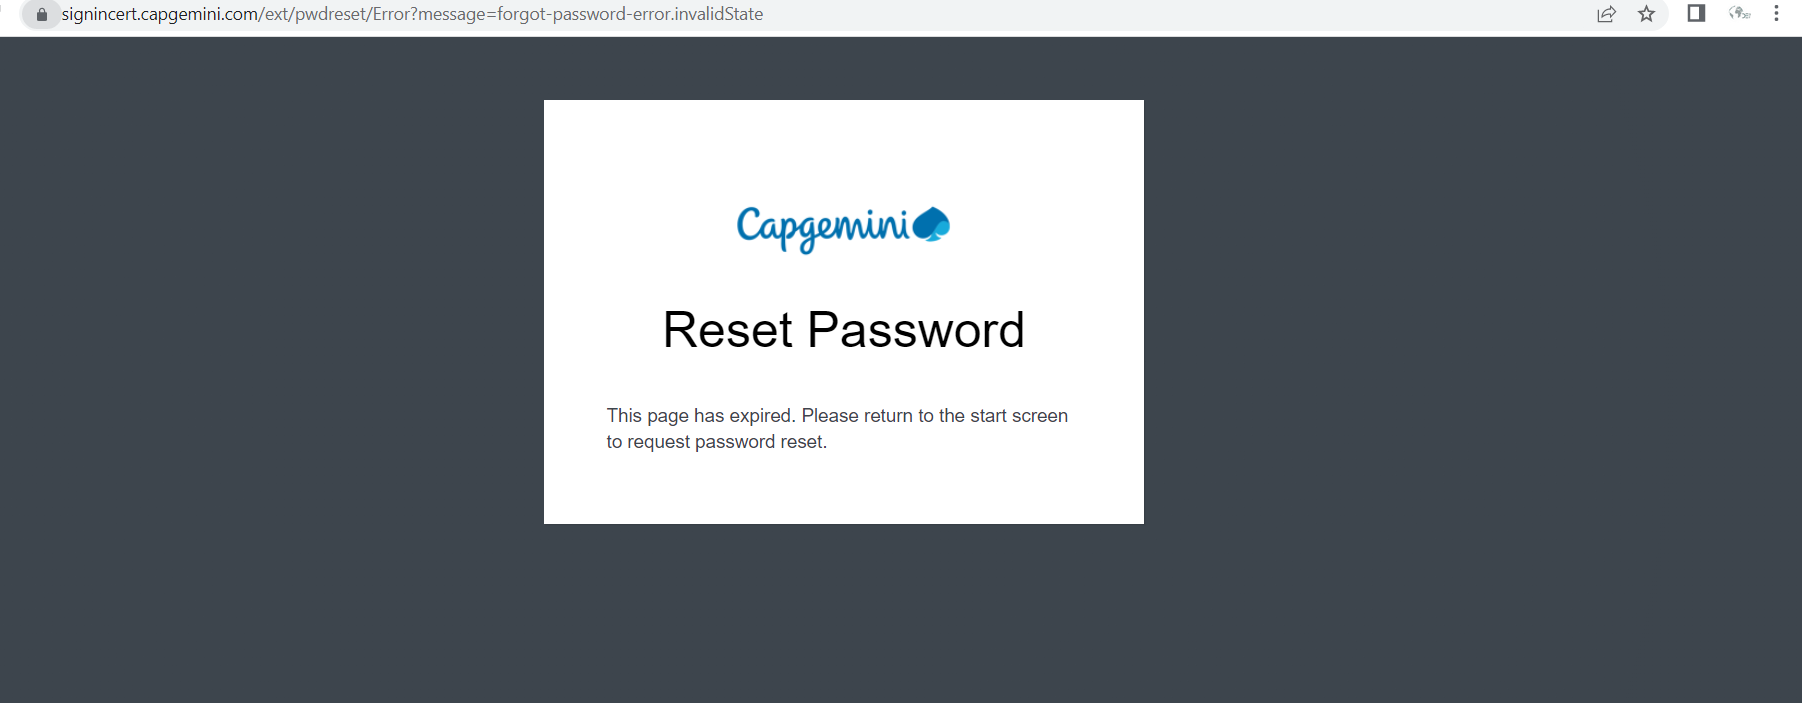 signincert.capgemini.com/ext/pwdreset/Error?message=forgot-password-error.invalidState
Capgemini
Reset Password
This page has expired. Please return to the start screen
to request password reset.